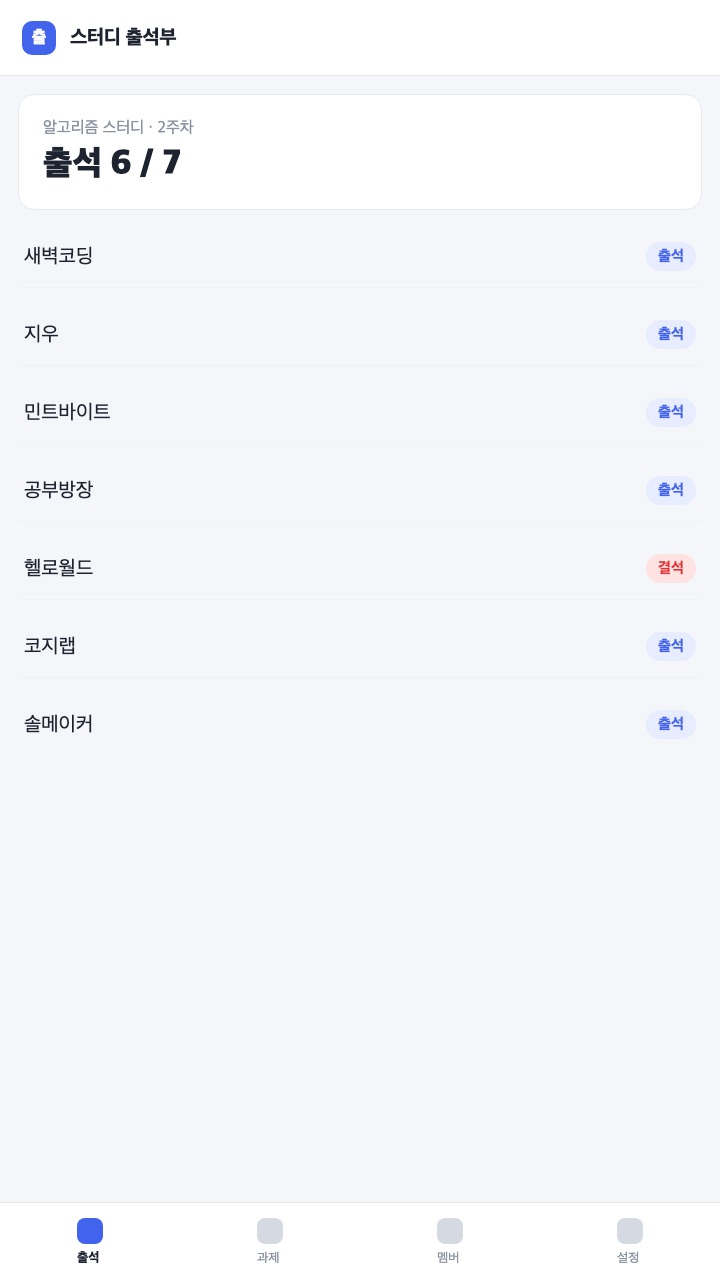 출 스터디 출석부
알고리즘 스터디 · 2주차
출석 6 / 7
새벽코딩 출석
지우 출석
민트바이트 출석
공부방장 출석
헬로월드 결석
코지랩 출석
솔메이커 출석
출석 과제 멤버 설정